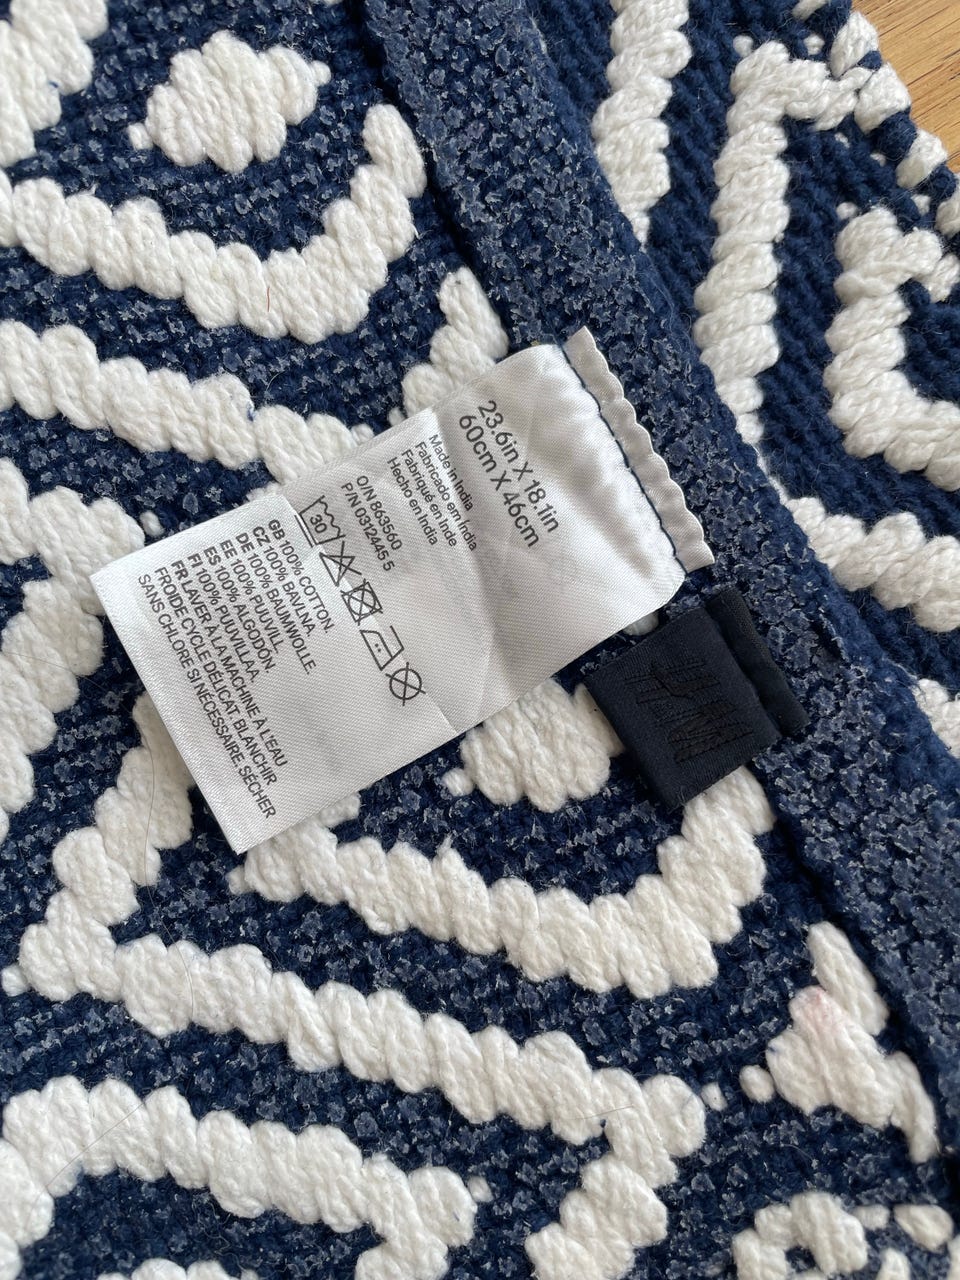 23.6in X 18.1in
60cm X 46cm
Made in India
Fabricado em India
Fabriqué en Inde
Hecho en India
O/N 863560
P/N 0312445 5
30
GB 100% COTTON.
CZ 100% BAVLNA.
DE 100% BAUMWOLLE.
EE 100% PUUVILL.
ES 100% ALGODÓN.
FI 100% PUUVILLA.
FR LAVER À LA MACHINE À L'EAU
FROIDE CYCLE DÉLICAT BLANCHIR
SANS CHLORE SI NÉCESSAIRE SÉCHER